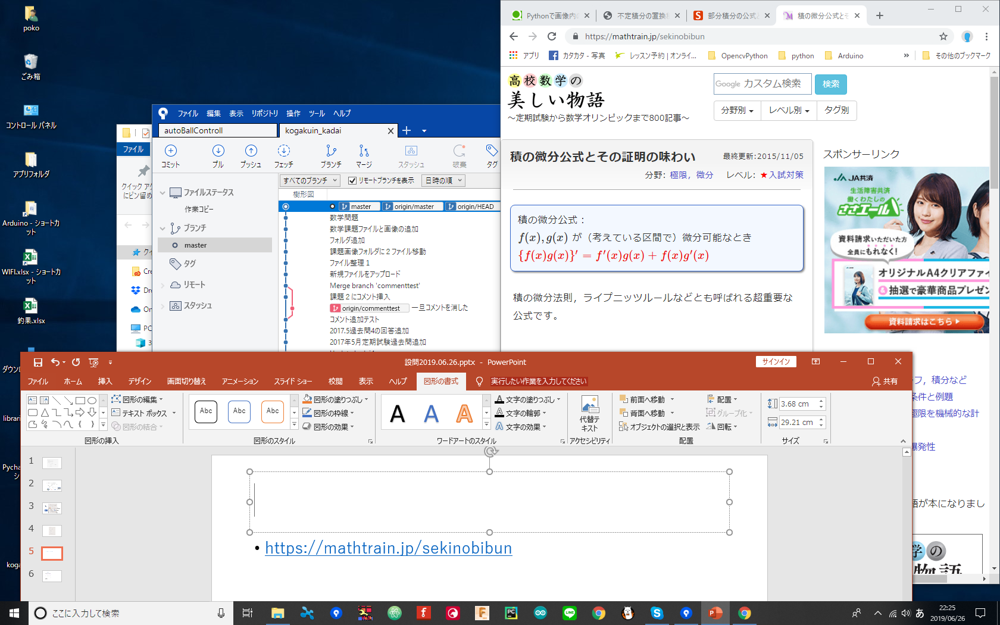 poko
ごみ箱
コントロール パネル
アプリフォルダ
Arduino - ショートカ
ット
WIFI.xlsx - ショートカ
ット
釣果.xlsx
ダウンロ
librari
Pycha
シ
koga
ファイル
クイック アク
にピン留め
クイ
Cre
Dro
On
PC
3
ファイル 編集 表示 リポジトリ 操作 ツール ヘルプ
autoBallControll
kogakuin_kadai
コミット プル プッシュ フェッチ ブランチ マージ スタッシュ 破棄 タグ
すべてのブランチ リモートブランチを表示 日時の順
樹形図
ファイルステータス
作業コピー
ブランチ
master
タグ
リモート
スタッシュ
master origin/master origin/HEAD
数学問題
数学課題ファイルと画像の追加
フォルダ追加
課題画像フォルダに２ファイル移動
ファイル整理１
新規ファイルをアップロード
Merge branch 'commenttest'
課題２にコメント挿入
origin/commenttest 一旦コメントを消した
コメント追加テスト
2017.5過去問4の回答追加
2017年5月定期試験過去問追加
Pythonで画像内の
不定積分の置換積
部分積分の公式と
積の微分公式とそ
https://mathtrain.jp/sekinobibun
アプリ カタカタ - 写真 レッスン予約 | オンライ... OpencvPython python Arduino » その他のブックマーク
高校数学の
美しい物語
～定期試験から数学オリンピックまで800記事～
Google カスタム検索
検索
分野別 レベル別 タグ別
積の微分公式とその証明の味わい
最終更新:2015/11/05
分野: 極限，微分 レベル: ★入試対策
積の微分公式：
f(x), g(x) が（考えている区間で）微分可能なとき
{f(x)g(x)}′ = f′(x)g(x) + f(x)g′(x)
積の微分法則，ライプニッツルールなどとも呼ばれる超重要な
公式です。
スポンサーリンク
JA共済
生活障害共済
働くわたしの
ささエール
資料請求いただいた方
全員にもれなく!
オリジナルA4クリアファイ
&抽選で豪華商品プレゼン
資料請求はこちら
フ，積分など
条件と例題
極限を機械的な計
爆発性
語が本になりまし
学の
物語
設問2019.06.26.pptx - PowerPoint
サインイン
ファイル ホーム 挿入 デザイン 画面切り替え アニメーション スライド ショー 校閲 表示 ヘルプ 図形の書式 実行したい作業を入力してください 共有
図形の編集
テキスト ボックス
図形の結合
図形の挿入
Abc Abc Abc
図形の塗りつぶし
図形の枠線
図形の効果
図形のスタイル
A A A
文字の塗りつぶし
文字の輪郭
文字の効果
ワードアートのスタイル
代替テ
キスト
アクセシビリティ
前面へ移動
背面へ移動
オブジェクトの選択と表示
配置
グループ化
回転
配置
3.68 cm
29.21 cm
サイズ
1
2
3
4
5
6
• https://mathtrain.jp/sekinobibun
ここに入力して検索
あ
22:25
2019/06/26